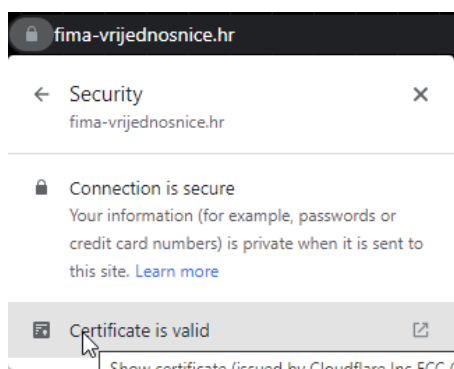 fima-vrijednosnice.hr
Security
fima-vrijednosnice.hr
Connection is secure
Your information (for example, passwords or
credit card numbers) is private when it is sent to
this site. Learn more
Certificate is valid
Show certificate (issued by Cloudflare Inc ECC